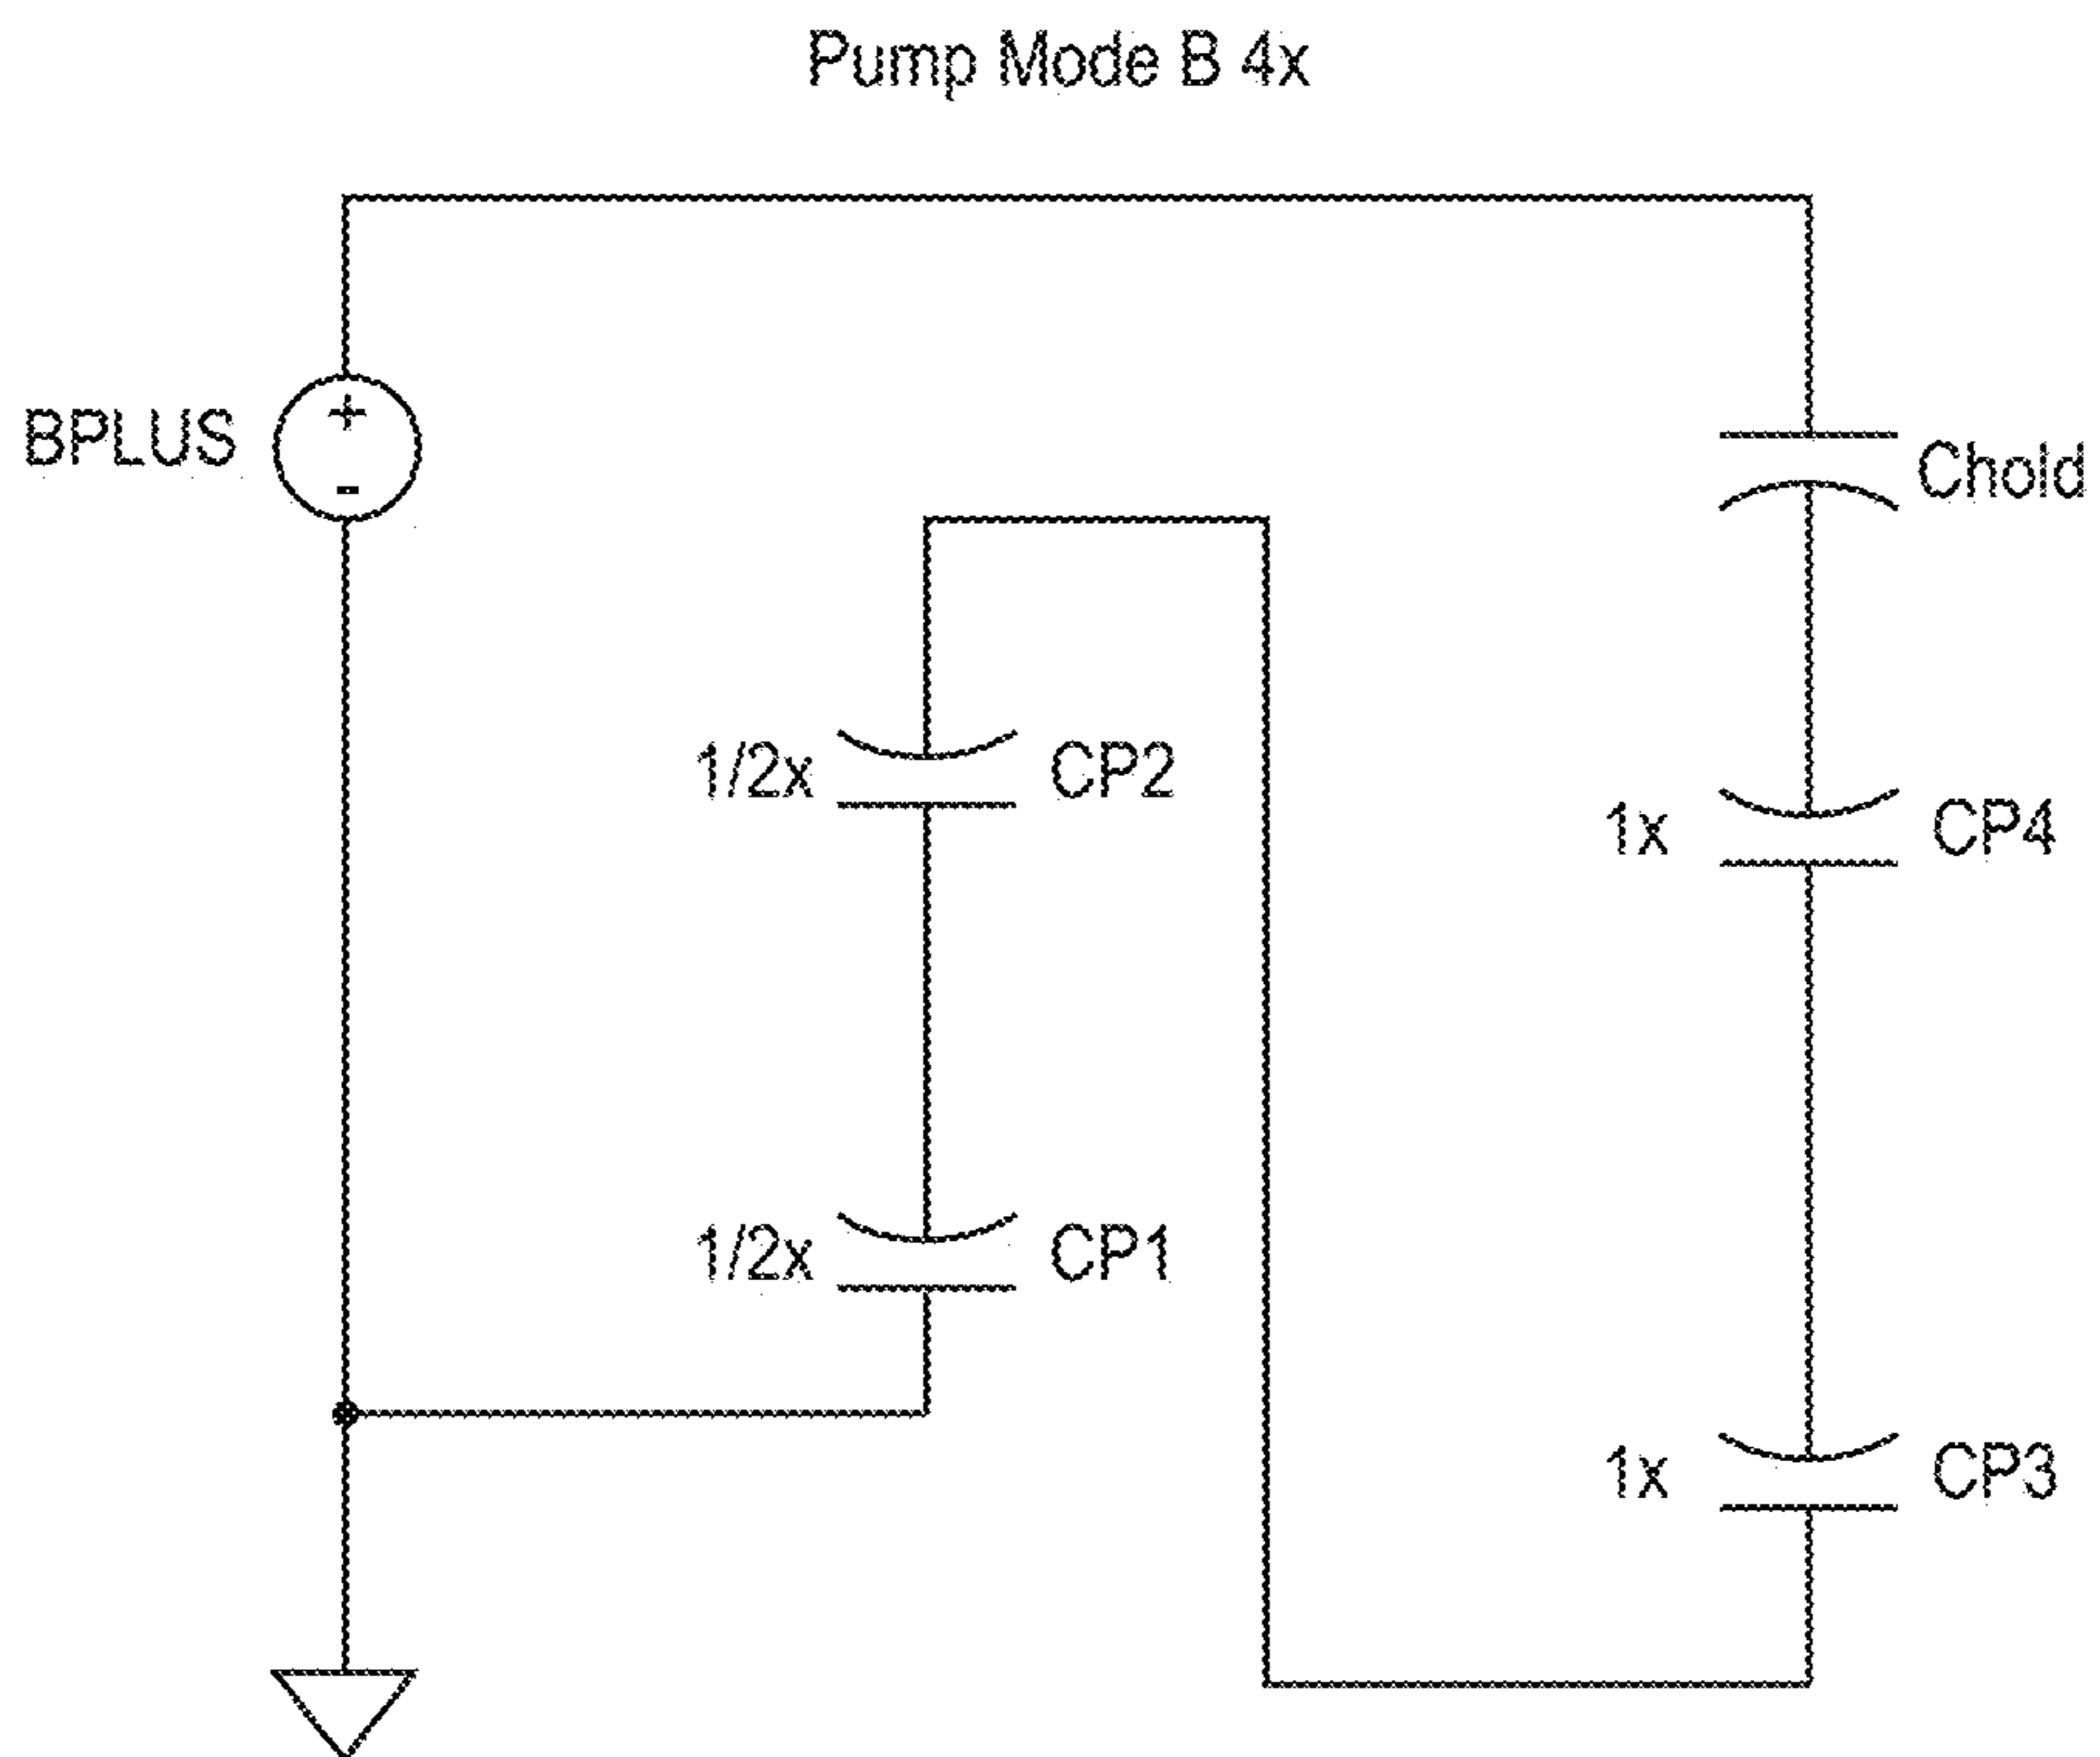 Pump Mode B 4x
BPLUS
+
-
Chold
1/2x CP2
1x CP4
1/2x CP1
1x CP3